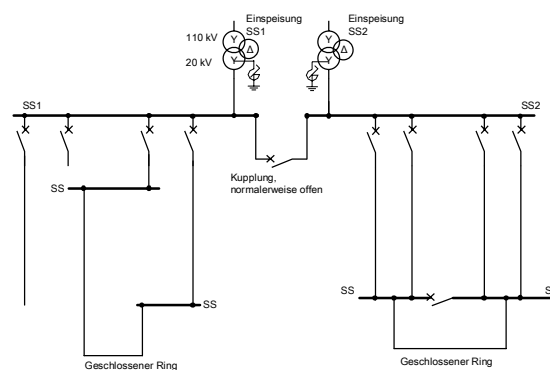 Einspeisung
SS1
Einspeisung
SS2
110 kV
Y
Δ
Y
Y
Δ
Y
20 kV
SS1
SS2
Kupplung,
normalerweise offen
SS
SS
SS
S
Geschlossener Ring
Geschlossener Ring